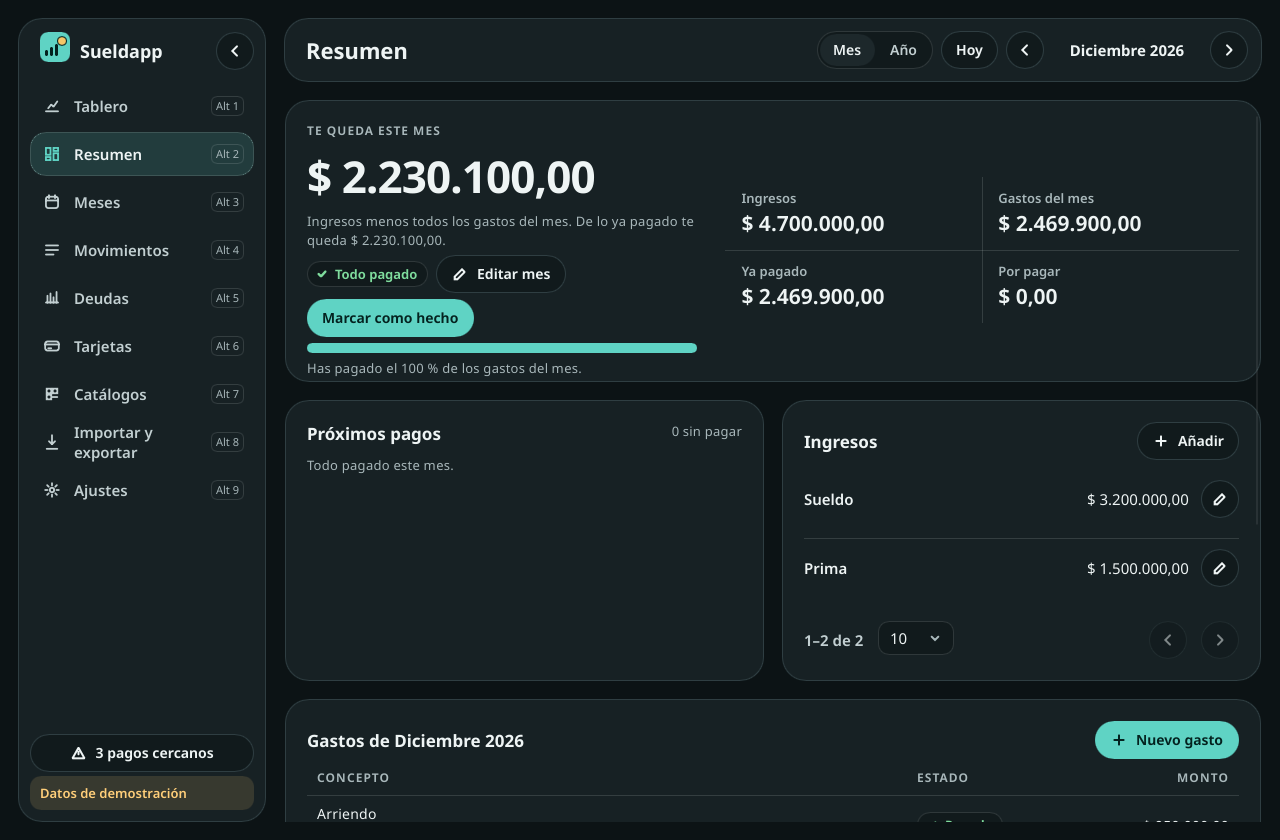 Sueldapp
Tablero
Alt 1
Resumen
Alt 2
Meses
Alt 3
Movimientos
Alt 4
Deudas
Alt 5
Tarjetas
Alt 6
Catálogos
Alt 7
Importar y
exportar
Alt 8
Ajustes
Alt 9
3 pagos cercanos
Datos de demostración
Resumen
Mes
Año
Hoy
Diciembre 2026
TE QUEDA ESTE MES
$ 2.230.100,00
Ingresos menos todos los gastos del mes. De lo ya pagado te
queda $ 2.230.100,00.
Todo pagado
Editar mes
Marcar como hecho
Has pagado el 100 % de los gastos del mes.
Ingresos
$ 4.700.000,00
Gastos del mes
$ 2.469.900,00
Ya pagado
$ 2.469.900,00
Por pagar
$ 0,00
Próximos pagos
0 sin pagar
Todo pagado este mes.
Ingresos
Añadir
Sueldo
$ 3.200.000,00
Prima
$ 1.500.000,00
1–2 de 2
10
Gastos de Diciembre 2026
Nuevo gasto
CONCEPTO
ESTADO
MONTO
Arriendo